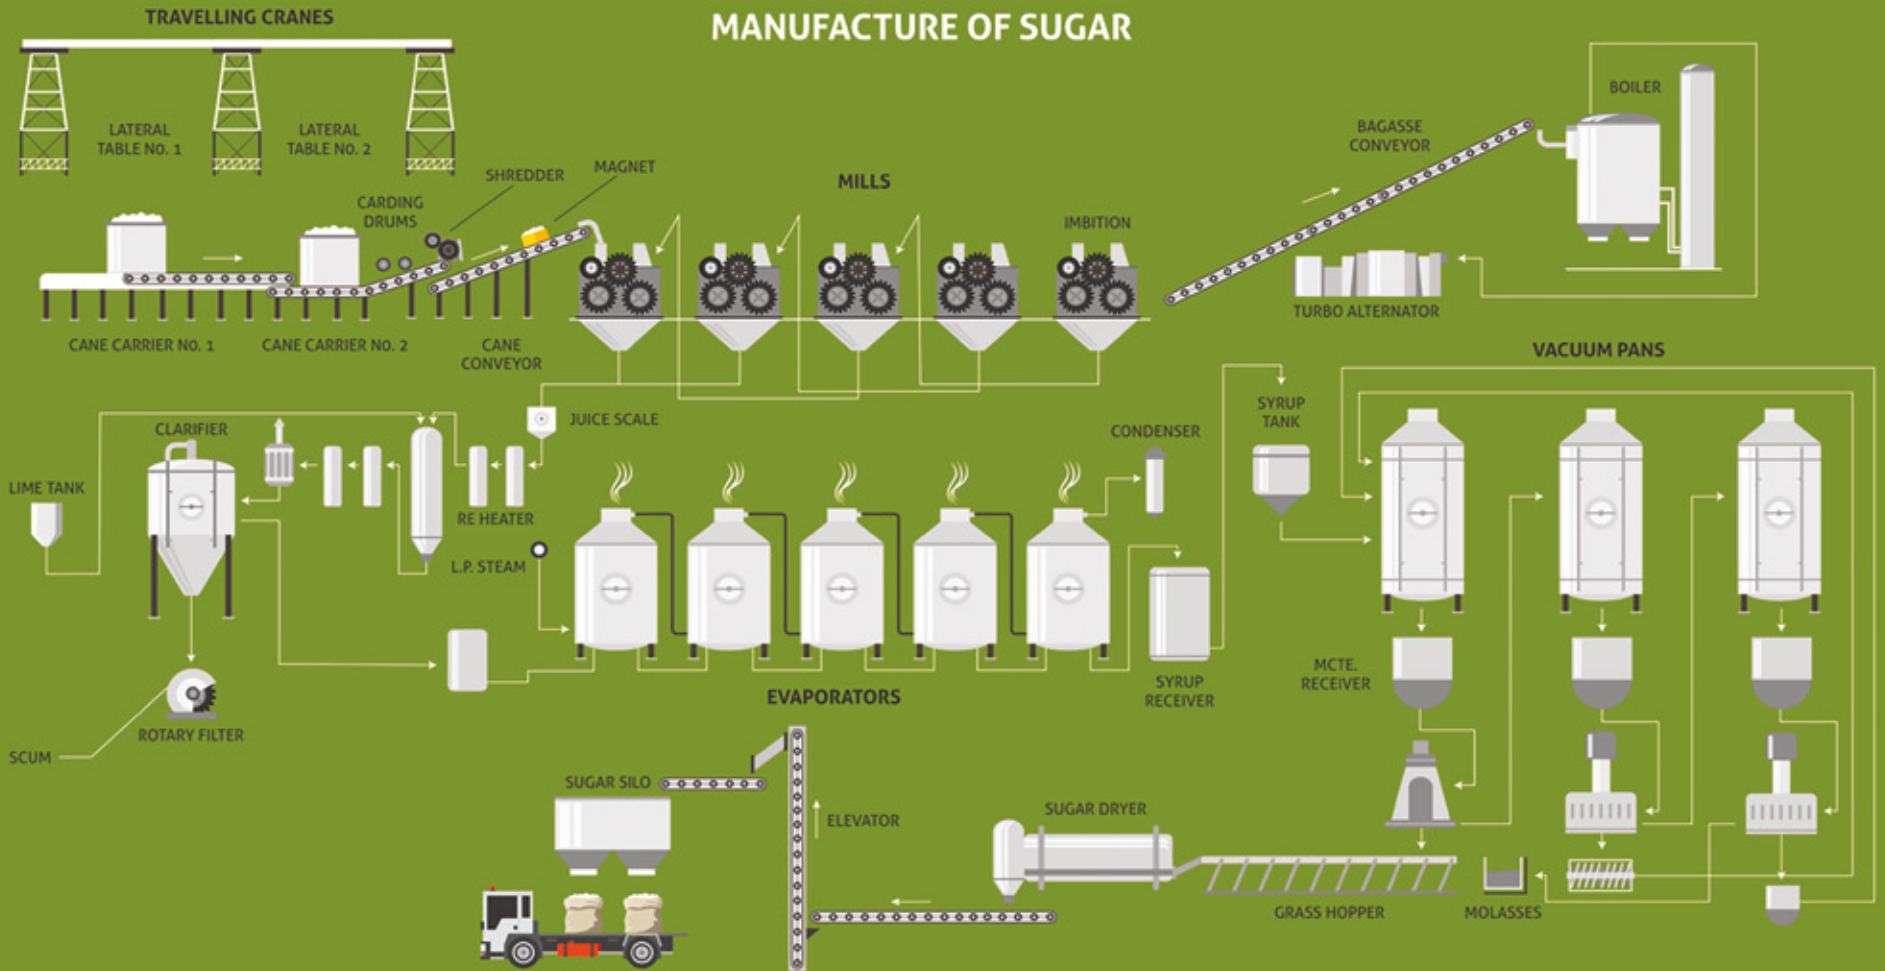 TRAVELLING CRANES
MANUFACTURE OF SUGAR
LATERAL
TABLE No. 1
LATERAL
TABLE No. 2
CARDING
DRUMS
SHREDDER
MAGNET
MILLS
IMBITION
BAGASSE
CONVEYOR
BOILER
TURBO ALTERNATOR
CANE CARRIER No. 1
CANE CARRIER No. 2
CANE
CONVEYOR
VACUUM PANS
JUICE SCALE
CLARIFIER
LIME TANK
RE HEATER
L.P. STEAM
CONDENSER
SYRUP
TANK
SYRUP
RECEIVER
EVAPORATORS
MCTE.
RECEIVER
ROTARY FILTER
SCUM
SUGAR SILO
ELEVATOR
SUGAR DRYER
GRASS HOPPER
MOLASSES